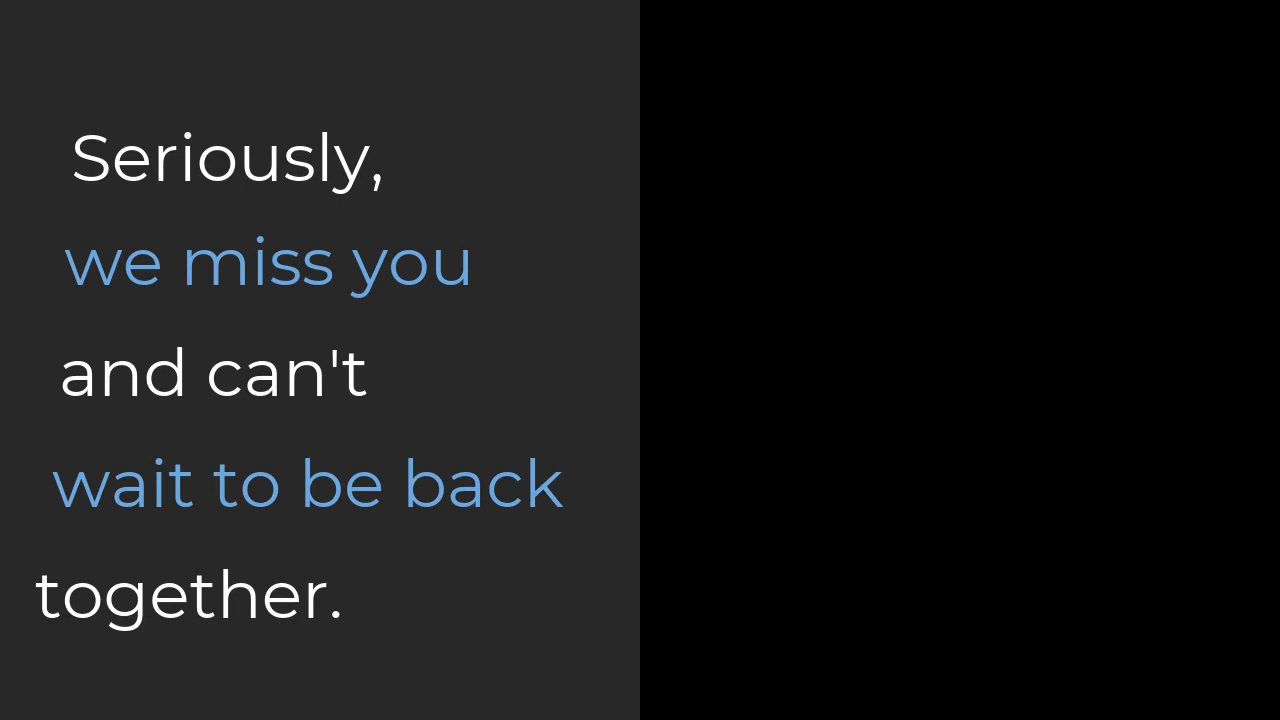 Seriously,
we miss you
and can't
wait to be back
together.